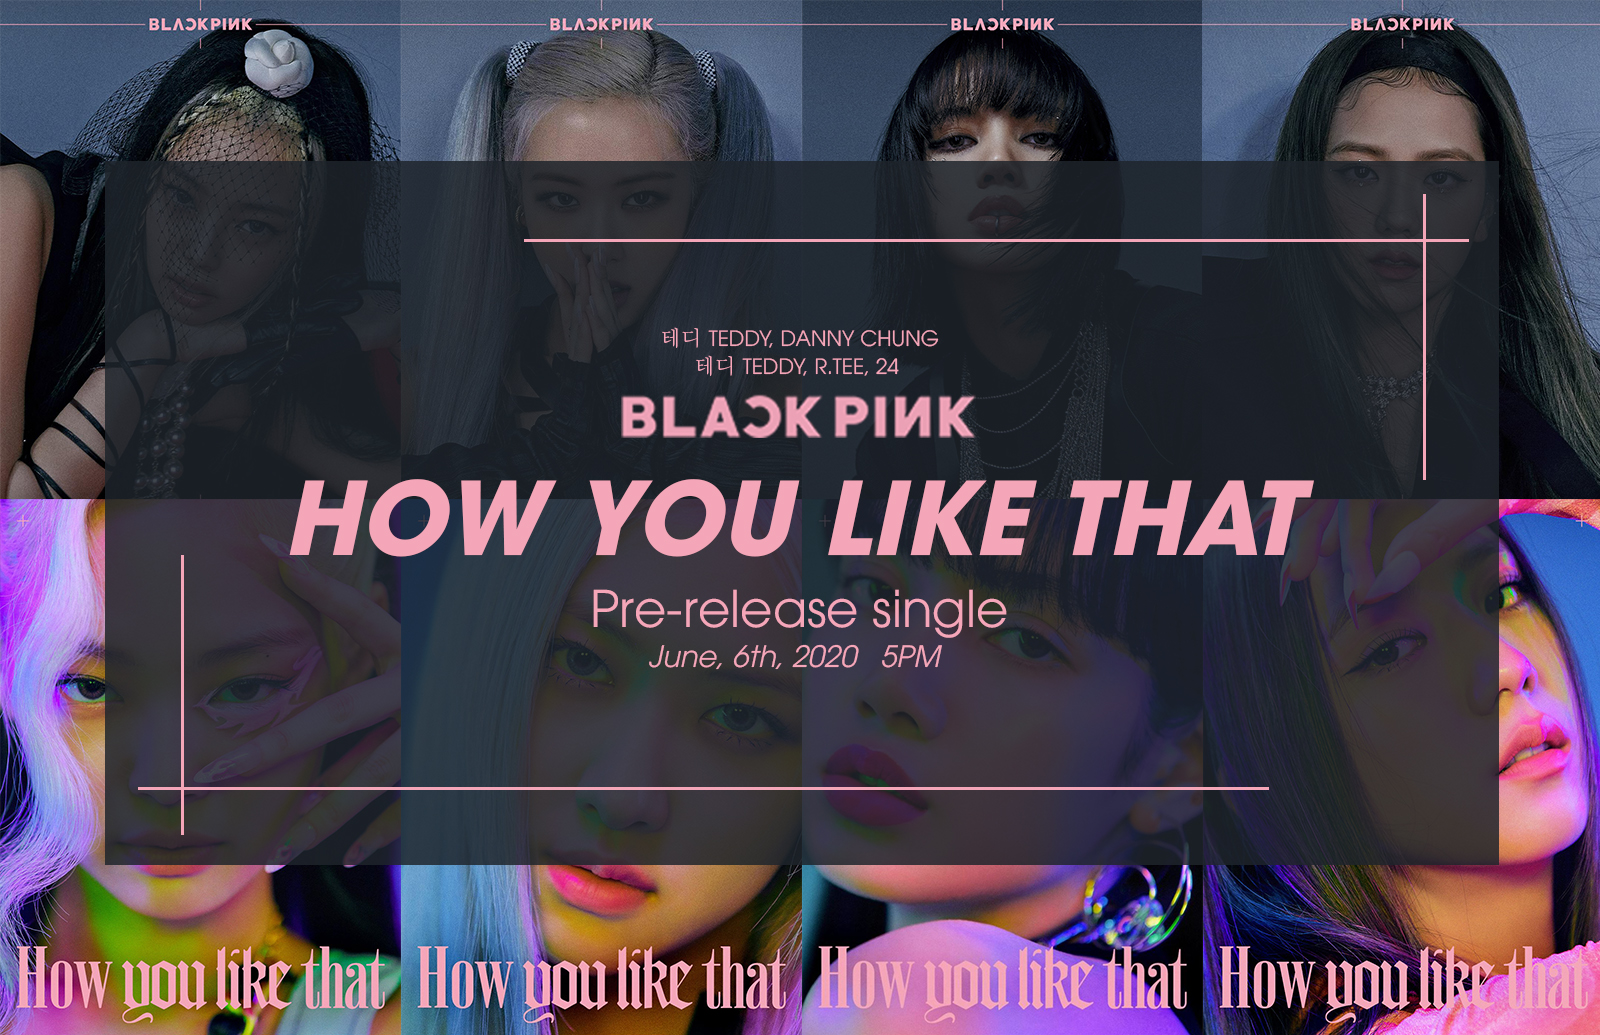 BLACKPINK BLACKPINK BLACKPINK BLACKPINK
테디 TEDDY, DANNY CHUNG
테디 TEDDY, R.TEE, 24
BLACKPINK
HOW YOU LIKE THAT
Pre-release single
June, 6th, 2020 5PM
How you like that How you like that How you like that How you like that